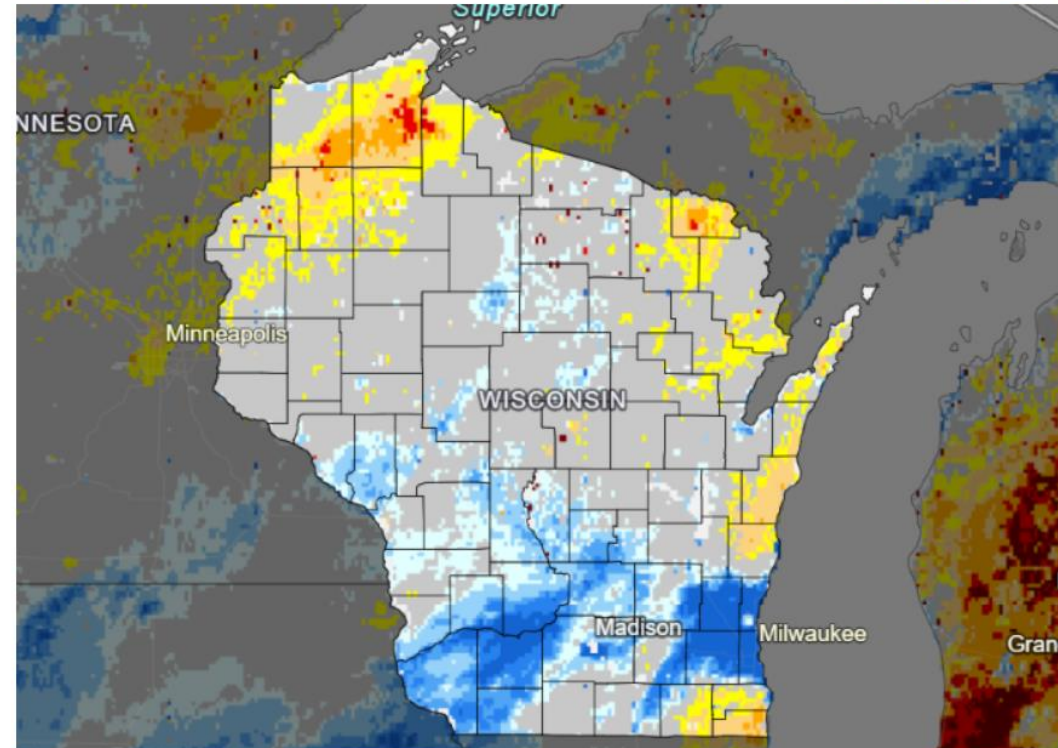 Superior
NNESOTA
Minneapolis
WISCONSIN
Madison
Milwaukee
Gran